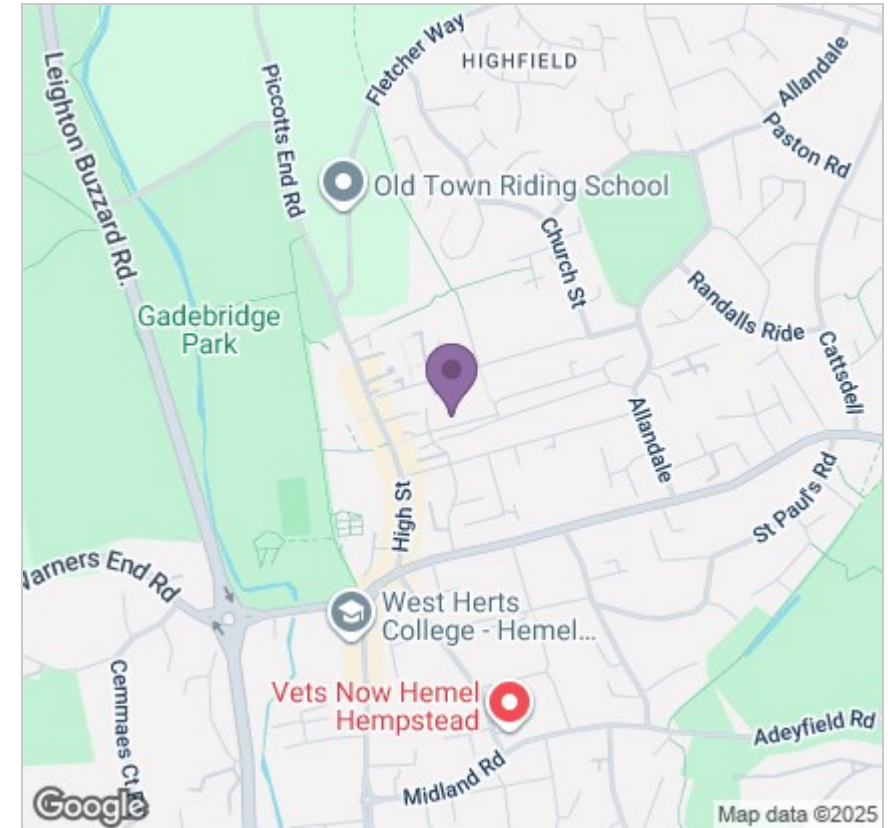 Fletcher Way
HIGHFIELD
Allandale
Leighton Buzzard Rd.
Piccotts End Rd
Paston Rd
Old Town Riding School
Church St
Gadebridge
Park
Randalls Ride
Cattsdell
Allandale
High St
St Paul's Rd
Warners End Rd
West Herts
College - Hemel...
Cemmaes Ct
Vets Now Hemel
Hempstead
Adeyfield Rd
Midland Rd
Google
Map data ©2025